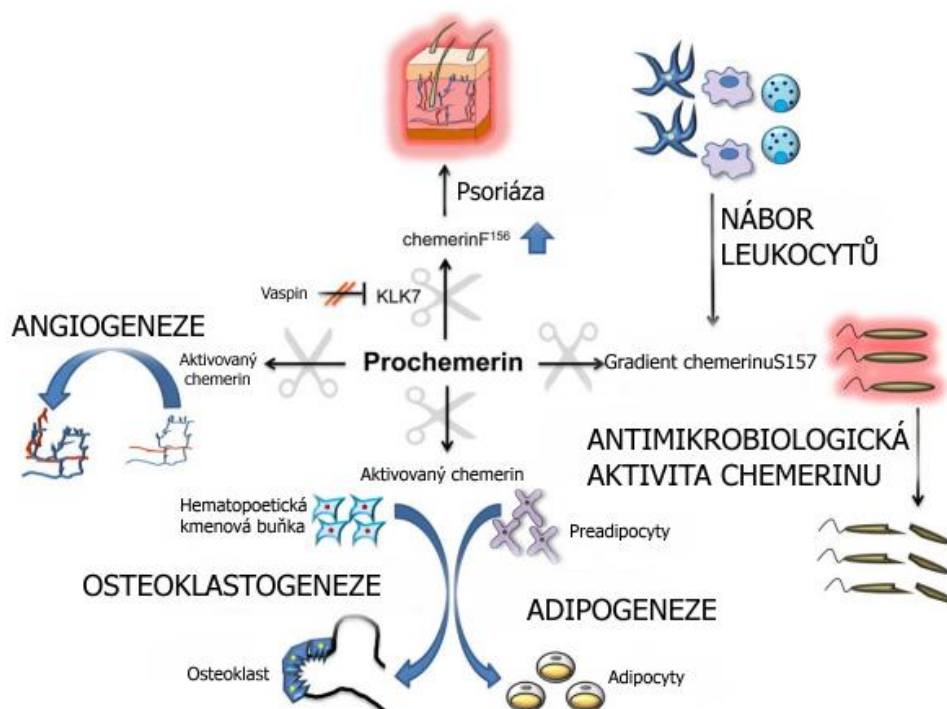 Psoriáza
chemerinF¹⁵⁶
NÁBOR
LEUKOCYTŮ
Vaspin
KLK7
ANGIOGENEZE
Aktivovaný
chemerin
Prochemerin
Gradient chemerinuS157
ANTIMIKROBIOLOGICKÁ
AKTIVITA CHEMERINU
Aktivovaný chemerin
Hematopoetická
kmenová buňka
Preadipocyty
OSTEOKLASTOGENEZE
ADIPOGENEZE
Osteoklast
Adipocyty